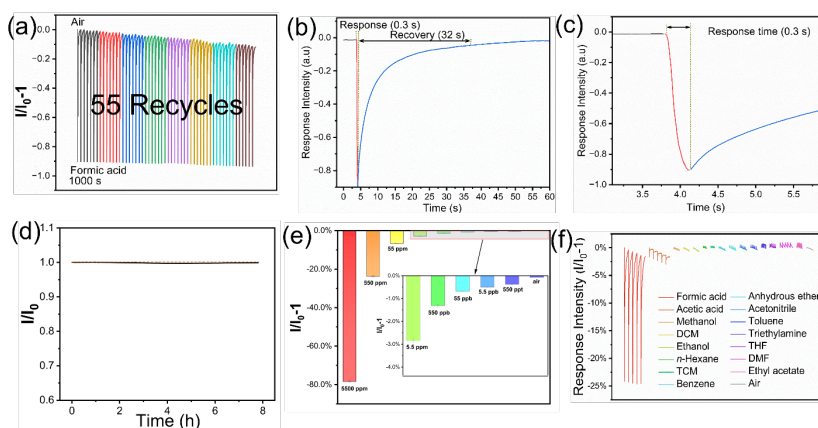 (a)
Air
0.0
-0.2
-0.4
-0.6
-0.8
-1.0
I/I0-1
55 Recycles
Formic acid
1000 s
(b)
Response (0.3 s)
Recovery (32 s)
0.0
-0.2
-0.4
-0.6
-0.8
Response Intensity (a.u)
0 5 10 15 20 25 30 35 40 45 50 55 60
Time (s)
(c)
Response time (0.3 s)
0.0
-0.2
-0.4
-0.6
-0.8
-1.0
Response Intensity (a.u)
3.5 4.0 4.5 5.0 5.5
Time (s)
(d)
1.1
1.0
0.9
0.8
0.7
0.6
I/I0
0 2 4 6 8
Time (h)
(e)
0.0%
-20.0%
-40.0%
-60.0%
-80.0%
I/I0-1
5500 ppm
550 ppm
55 ppm
0.0%
-1.0%
-2.0%
-3.0%
-4.0%
I/I0-1
5.5 ppm
550 ppb
55 ppb
5.5 ppb
550 ppt
air
(f)
0%
-5%
-10%
-15%
-20%
-25%
Response Intensity (I/I0-1)
Formic acid
Acetic acid
Methanol
DCM
Ethanol
n-Hexane
TCM
Benzene
Anhydrous ether
Acetonitrile
Toluene
Triethylamine
THF
DMF
Ethyl acetate
Air